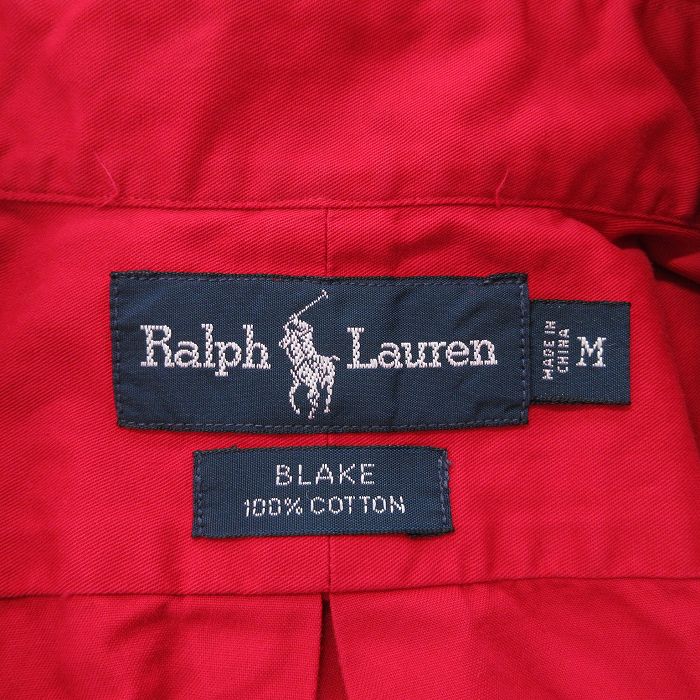 Ralph Lauren
MADE IN
CHINA
M
BLAKE
100% COTTON